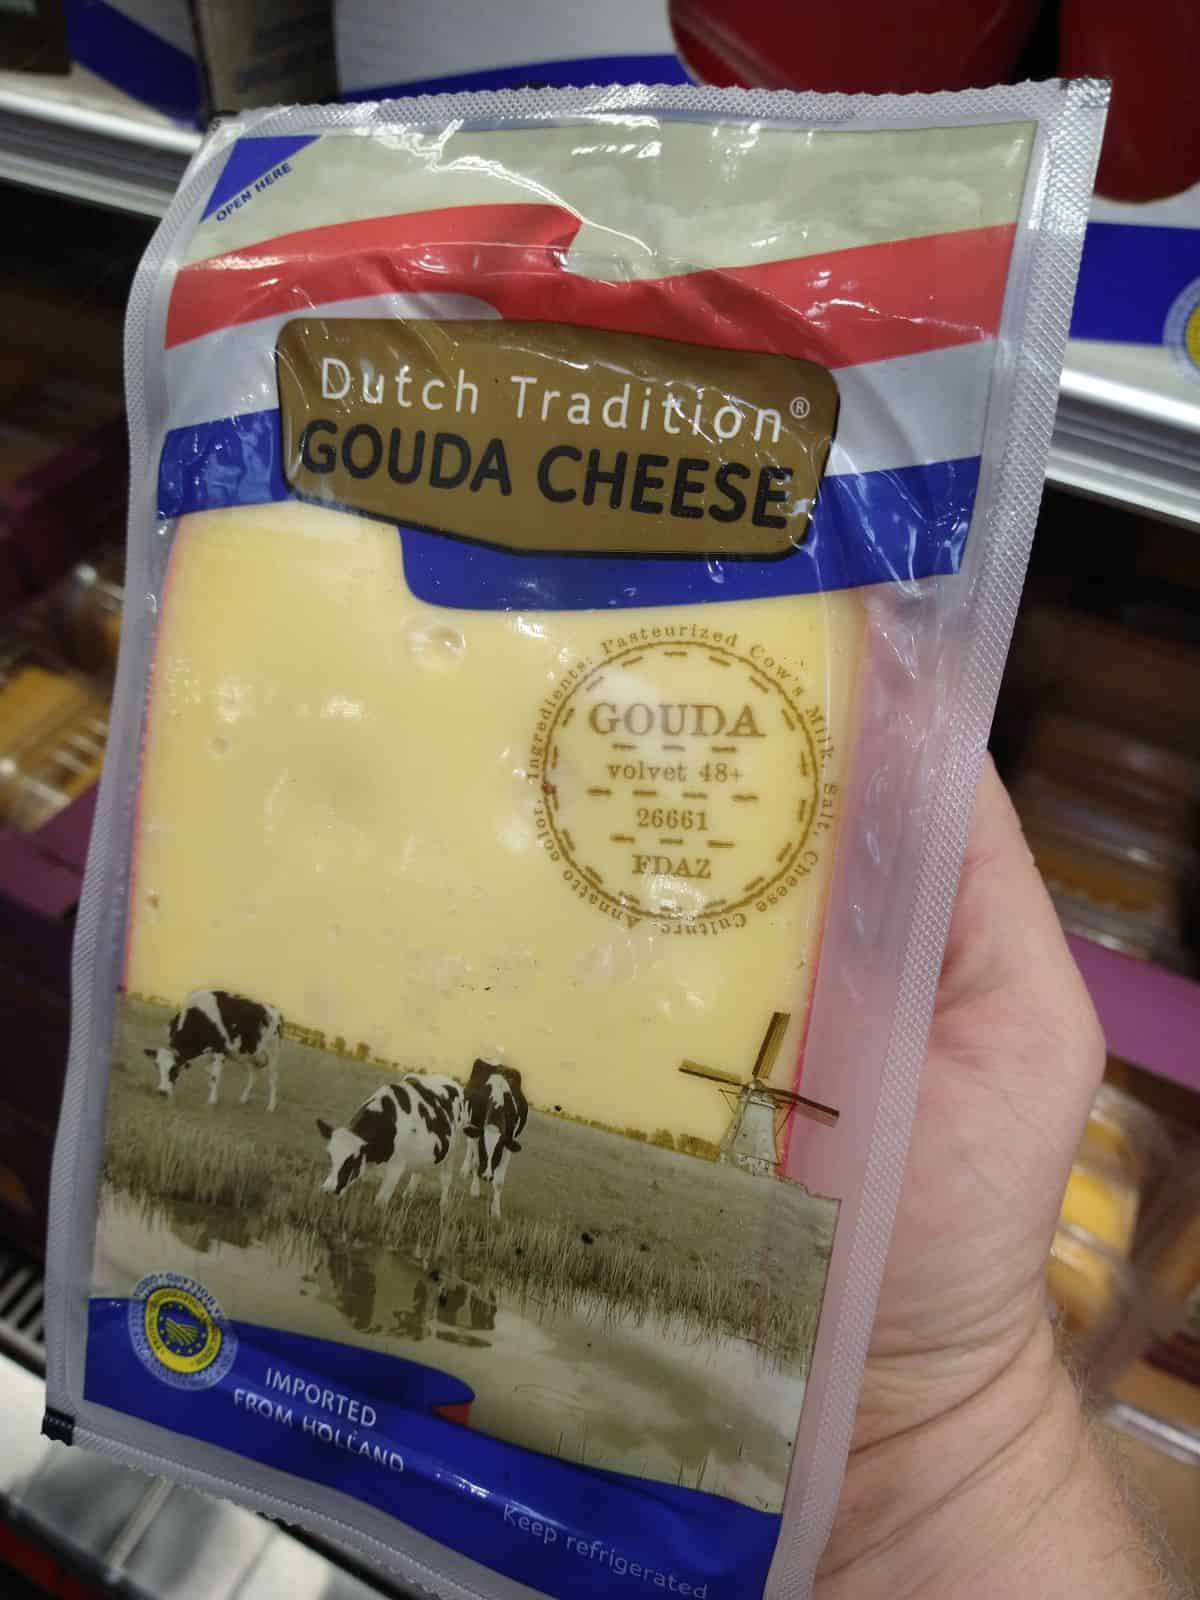 OPEN HERE
Dutch Tradition®
GOUDA CHEESE
Ingredients: Pasteurized Cow's Milk, Salt, Cheese Culture, Annatto color.
GOUDA
volvet 48+
26661
FDAZ
IMPORTED
FROM HOLLAND
Keep refrigerated